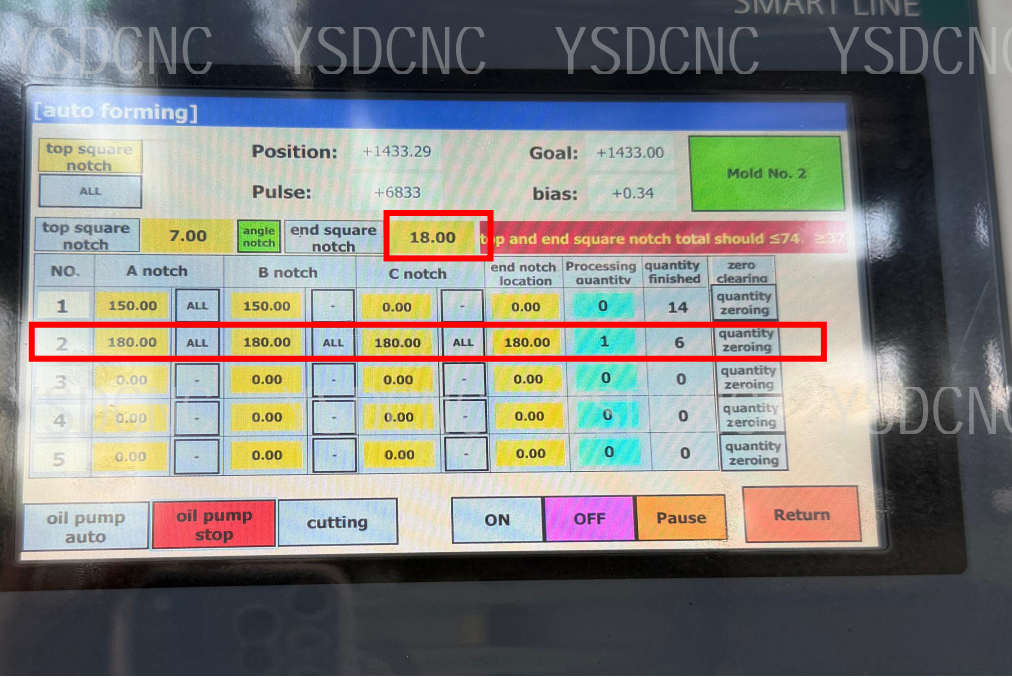 SMART LINE
YSDCNC YSDCNC YSDCNC YSDCNC
[auto forming]
top square notch
ALL
Position: +1433.29 Goal: +1433.00
Pulse: +6833 bias: +0.34
Mold No. 2
top square notch 7.00 angle notch end square notch 18.00 top and end square notch total should ≤74. ≥37
NO. A notch B notch C notch end notch location Processing quantity quantity finished zero clearing
1 150.00 ALL 150.00 - 0.00 - 0.00 0 14 quantity zeroing
2 180.00 ALL 180.00 ALL 180.00 ALL 180.00 1 6 quantity zeroing
3 0.00 - 0.00 - 0.00 - 0.00 0 0 quantity zeroing
4 0.00 - 0.00 - 0.00 - 0.00 0 0 quantity zeroing
YSDCNC
5 0.00 - 0.00 - 0.00 - 0.00 0 0 quantity zeroing
oil pump auto oil pump stop cutting ON OFF Pause Return